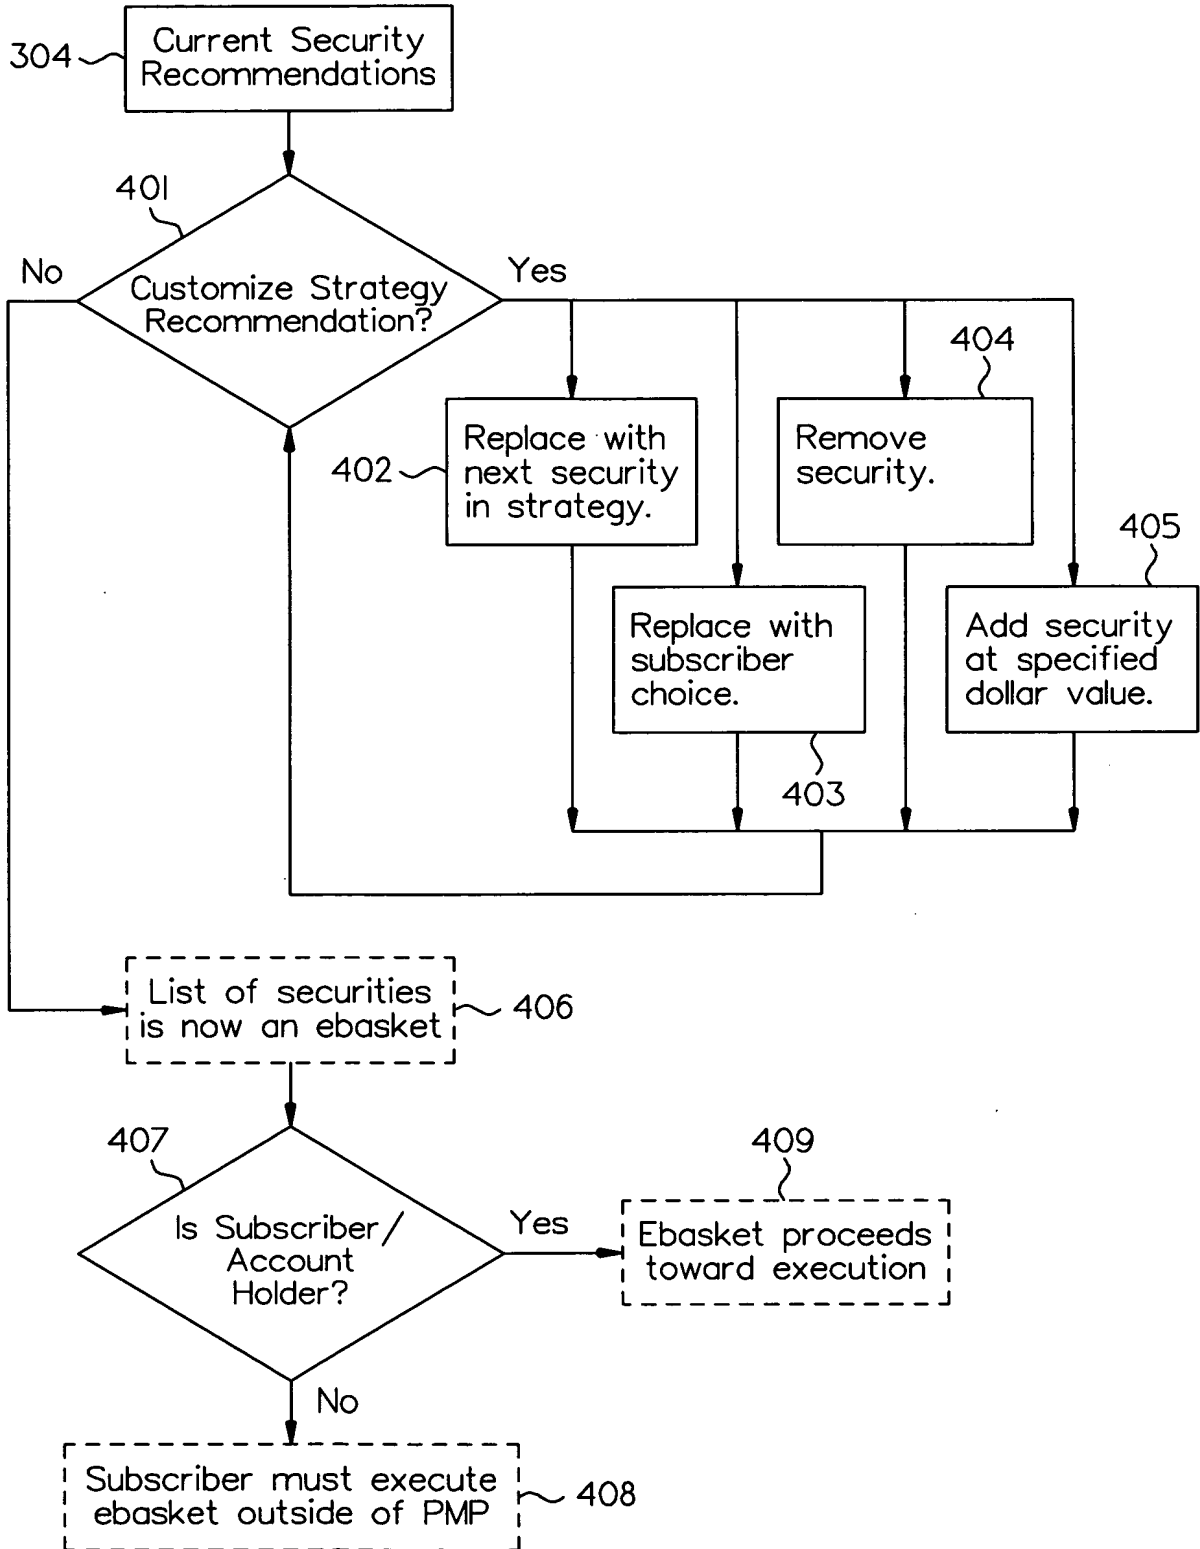 Current Security
Recommendations
304
401
No
Yes
Customize Strategy
Recommendation?
404
402
Replace with
next security
in strategy.
Remove
security.
405
Replace with
subscriber
choice.
Add security
at specified
dollar value.
403
List of securities
is now an ebasket
406
407
409
Is Subscriber/
Account
Holder?
Yes
Ebasket proceeds
toward execution
No
Subscriber must execute
ebasket outside of PMP
408